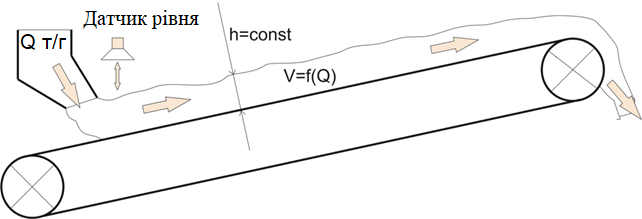 Датчик рівня
Q т/г
h=const
V=f(Q)